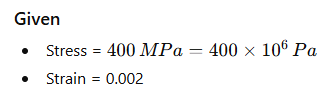 Given
• Stress = 400 MPa = 400 × 10⁶ Pa
• Strain = 0.002